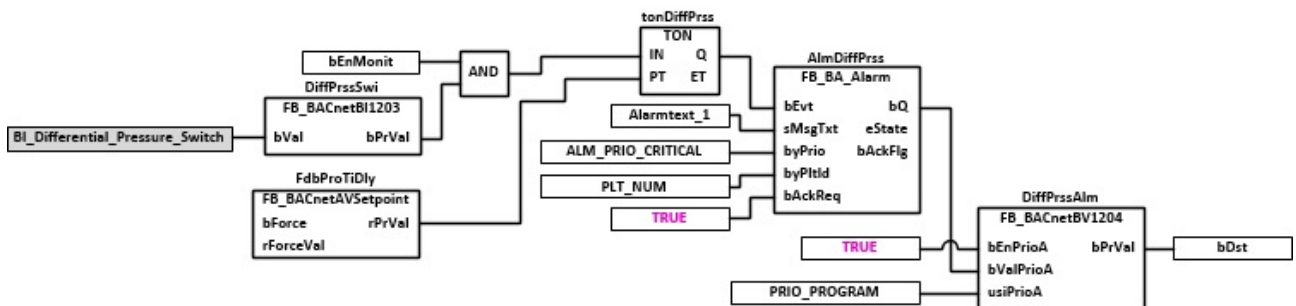 tonDiffPrss
TON
IN Q
PT ET
bEnMonit
AND
DiffPrssSwi
FB_BACnetBI1203
bVal bPrVal
BI_Differential_Pressure_Switch
AlmDiffPrss
FB_BA_Alarm
bEvt bQ
sMsgTxt eState
byPrio bAckFlg
byPltId
bAckReq
Alarmtext_1
ALM_PRIO_CRITICAL
PLT_NUM
TRUE
FdbProTiDly
FB_BACnetAVSetpoint
bForce rPrVal
rForceVal
DiffPrssAlm
FB_BACnetBV1204
bEnPrioA bPrVal
bValPrioA
usiPrioA
TRUE
PRIO_PROGRAM
bDst